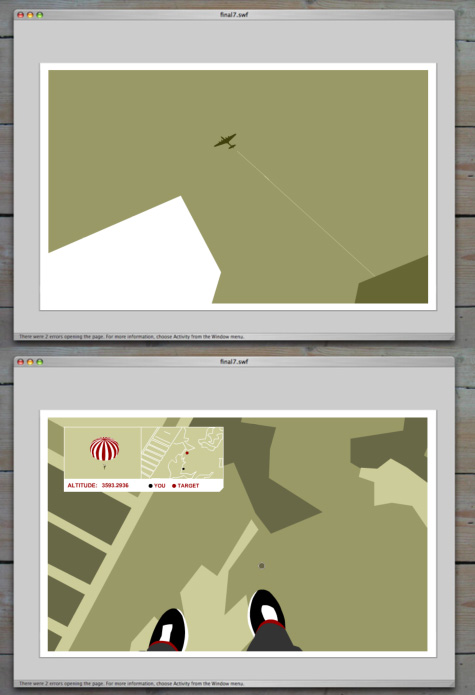 final7.swf
There were 2 errors opening the page. For more information, choose Activity from the Window menu.
final7.swf
ALTITUDE: 3593.2936 YOU TARGET
There were 2 errors opening the page. For more information, choose Activity from the Window menu.